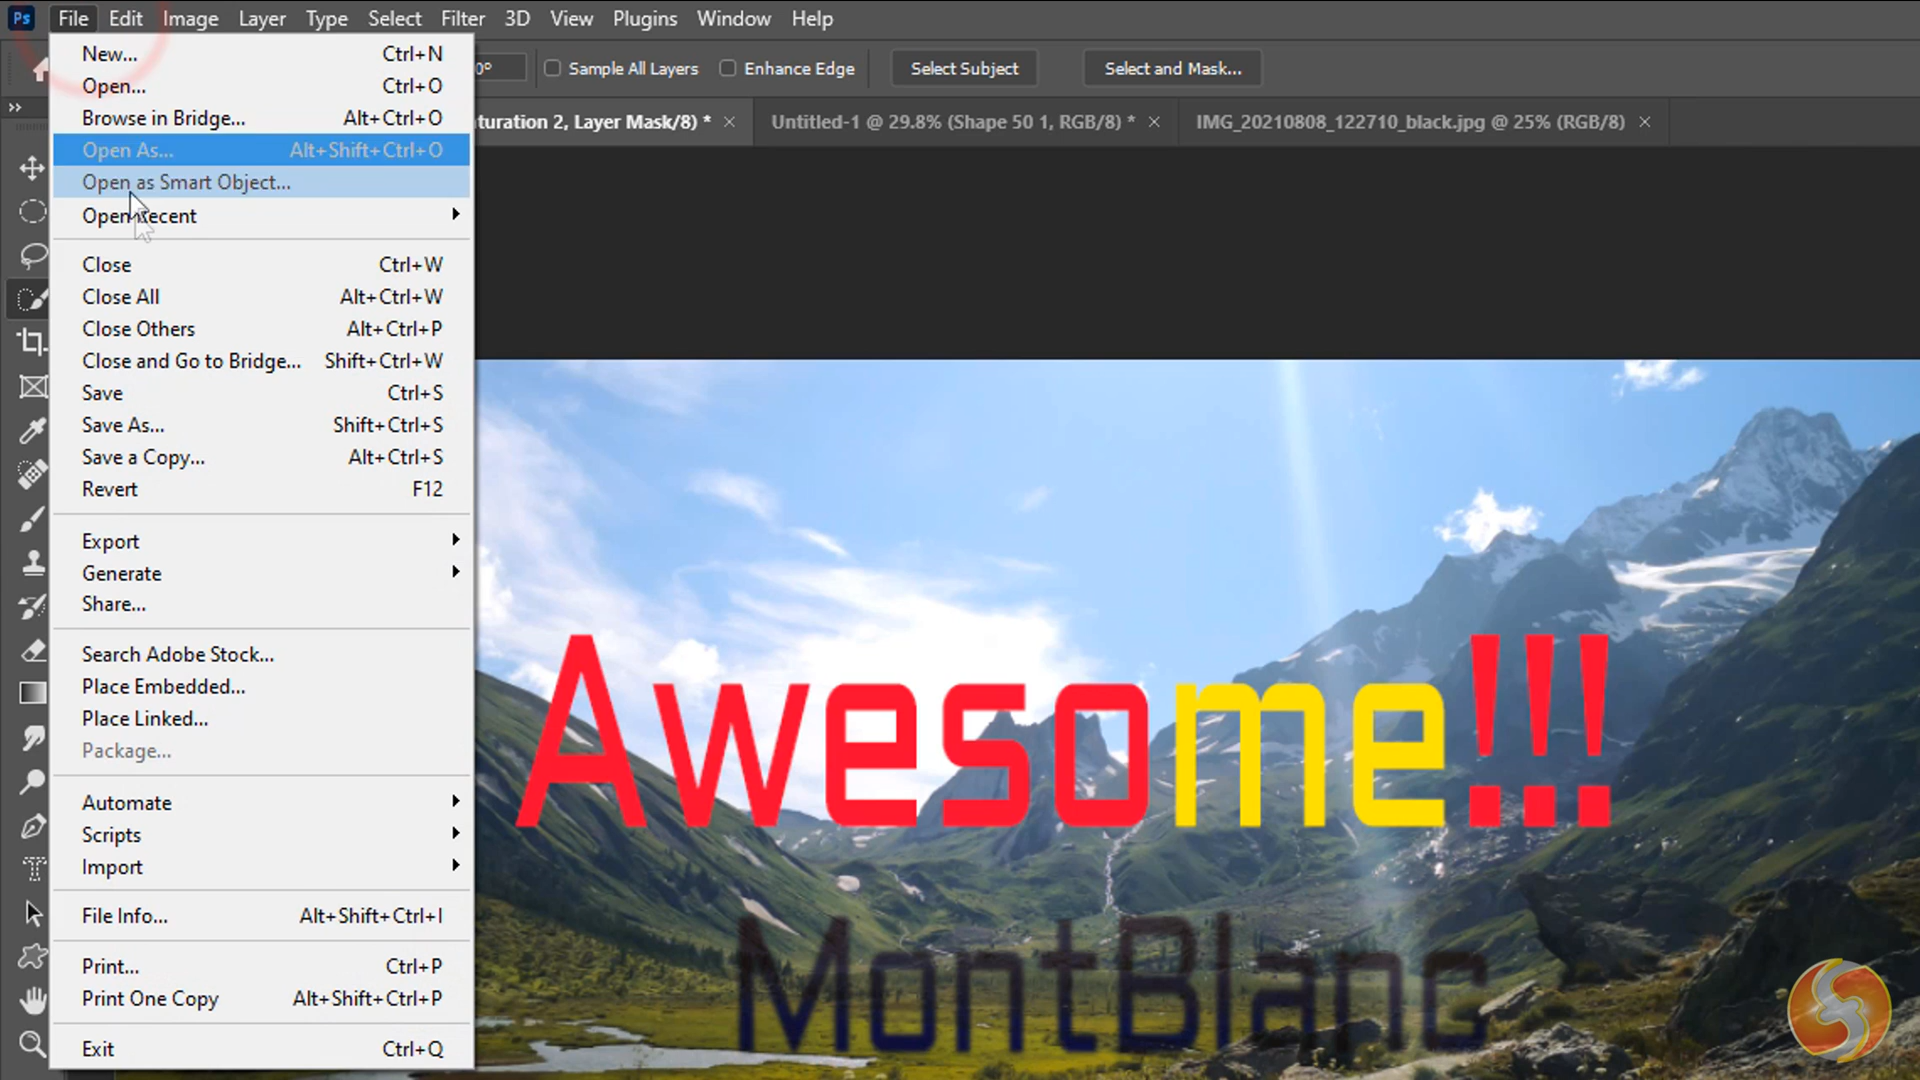 Ps File Edit Image Layer Type Select Filter 3D View Plugins Window Help
0° Sample All Layers Enhance Edge Select Subject Select and Mask...
turation 2, Layer Mask/8) * × Untitled-1 @ 29.8% (Shape 50 1, RGB/8) * × IMG_20210808_122710_black.jpg @ 25% (RGB/8) ×
New... Ctrl+N
Open... Ctrl+O
Browse in Bridge... Alt+Ctrl+O
Open As... Alt+Shift+Ctrl+O
Open as Smart Object...
Open Recent
Close Ctrl+W
Close All Alt+Ctrl+W
Close Others Alt+Ctrl+P
Close and Go to Bridge... Shift+Ctrl+W
Save Ctrl+S
Save As... Shift+Ctrl+S
Save a Copy... Alt+Ctrl+S
Revert F12
Export
Generate
Share...
Search Adobe Stock...
Place Embedded...
Place Linked...
Package...
Automate
Scripts
Import
File Info... Alt+Shift+Ctrl+I
Print... Ctrl+P
Print One Copy Alt+Shift+Ctrl+P
Exit Ctrl+Q
Awesome!!!
MontBlanc